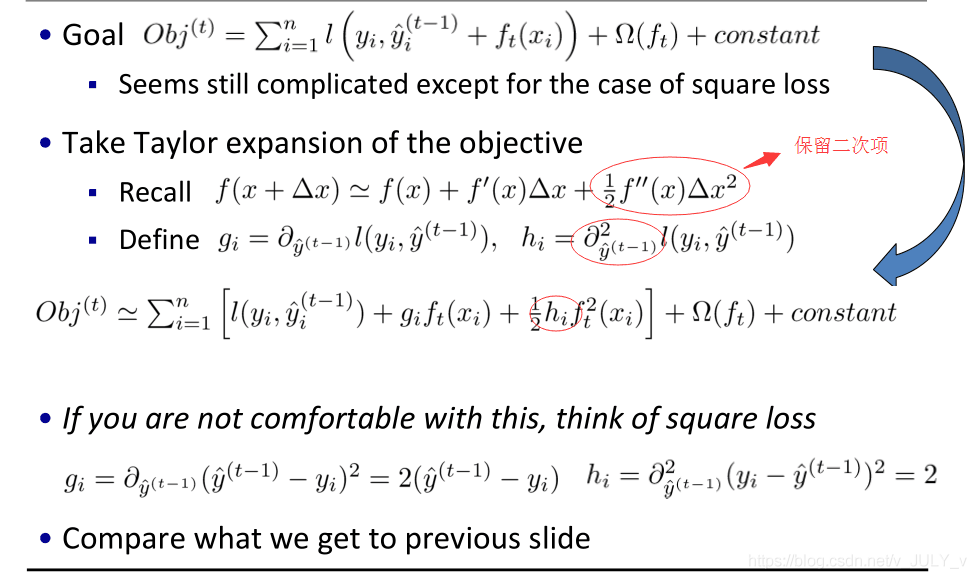 • Goal $Obj^{(t)} = \sum_{i=1}^{n} l\left(y_i, \hat{y}_i^{(t-1)} + f_t(x_i)\right) + \Omega(f_t) + constant$
▪ Seems still complicated except for the case of square loss
• Take Taylor expansion of the objective
保留二次项
▪ Recall $f(x + \Delta x) \simeq f(x) + f'(x)\Delta x + \frac{1}{2} f''(x)\Delta x^2$
▪ Define $g_i = \partial_{\hat{y}^{(t-1)}} l(y_i, \hat{y}^{(t-1)}), \ h_i = \partial^2_{\hat{y}^{(t-1)}} l(y_i, \hat{y}^{(t-1)})$
$Obj^{(t)} \simeq \sum_{i=1}^{n} \left[ l(y_i, \hat{y}_i^{(t-1)}) + g_i f_t(x_i) + \frac{1}{2} h_i f_t^2(x_i) \right] + \Omega(f_t) + constant$
• If you are not comfortable with this, think of square loss
$g_i = \partial_{\hat{y}^{(t-1)}} (\hat{y}^{(t-1)} - y_i)^2 = 2(\hat{y}^{(t-1)} - y_i) \ h_i = \partial^2_{\hat{y}^{(t-1)}} (y_i - \hat{y}^{(t-1)})^2 = 2$
• Compare what we get to previous slide
https://blog.csdn.net/v_JULY_v